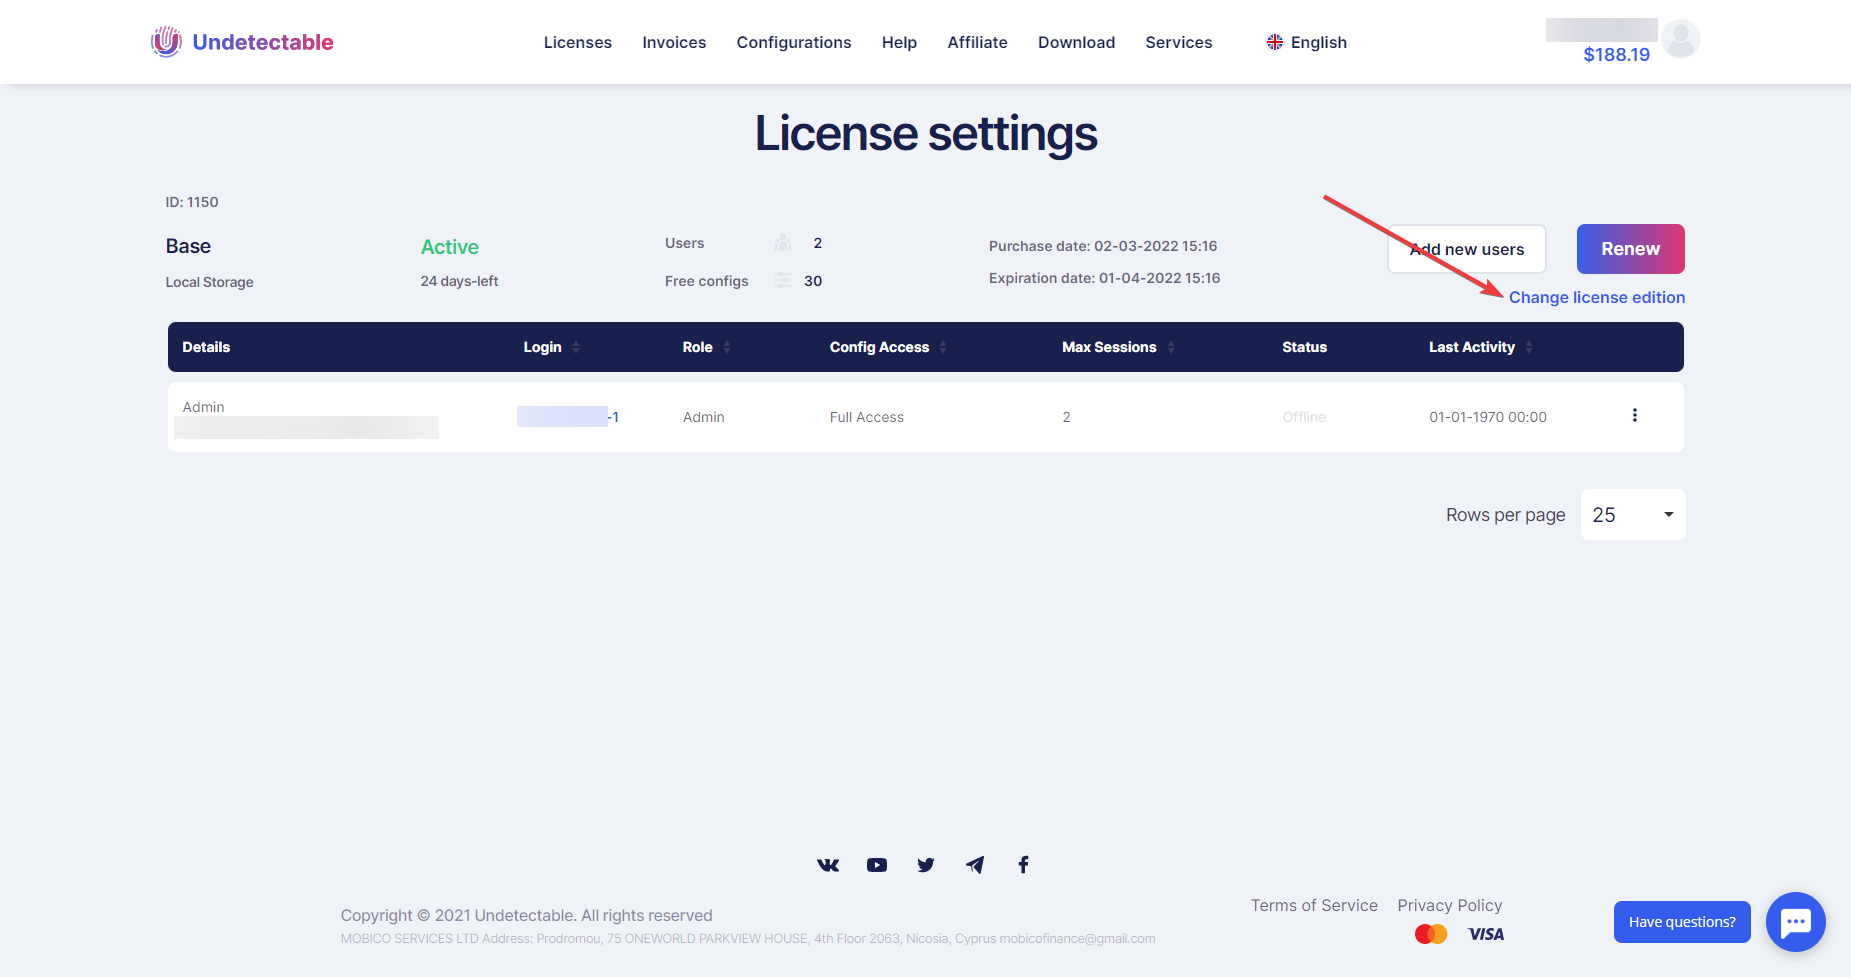 Undetectable
Licenses Invoices Configurations Help Affiliate Download Services English
$188.19
License settings
ID: 1150
Base
Local Storage
Active
24 days-left
Users 2
Free configs 30
Purchase date: 02-03-2022 15:16
Expiration date: 01-04-2022 15:16
Add new users
Renew
Change license edition
Details Login Role Config Access Max Sessions Status Last Activity
Admin
-1 Admin Full Access 2 Offline 01-01-1970 00:00
Rows per page 25
Copyright © 2021 Undetectable. All rights reserved
MOBICO SERVICES LTD Address: Prodromou, 75 ONEWORLD PARKVIEW HOUSE, 4th Floor 2063, Nicosia, Cyprus mobicofinance@gmail.com
Terms of Service Privacy Policy
VISA
Have questions?